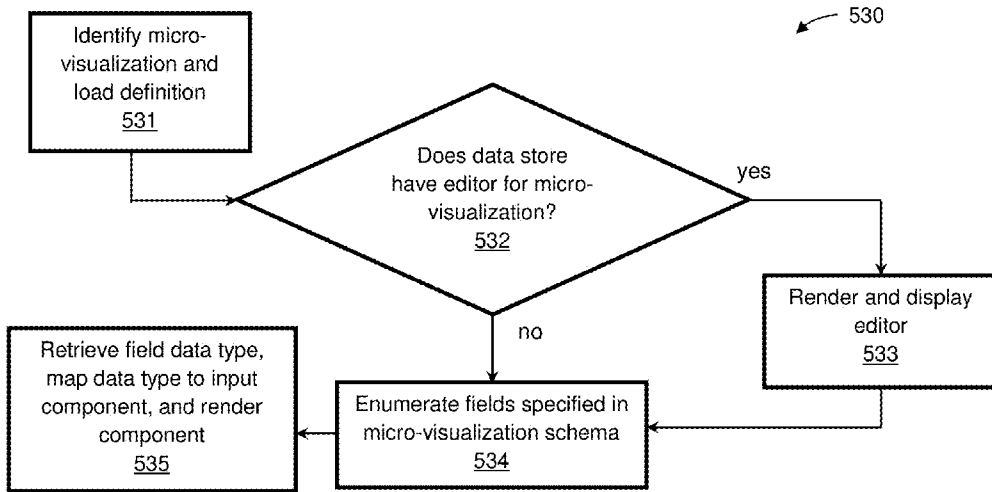 Identify micro-
visualization and
load definition
531
530
Does data store
have editor for micro-
visualization?
532
yes
no
Render and display
editor
533
Enumerate fields specified in
micro-visualization schema
534
Retrieve field data type,
map data type to input
component, and render
component
535